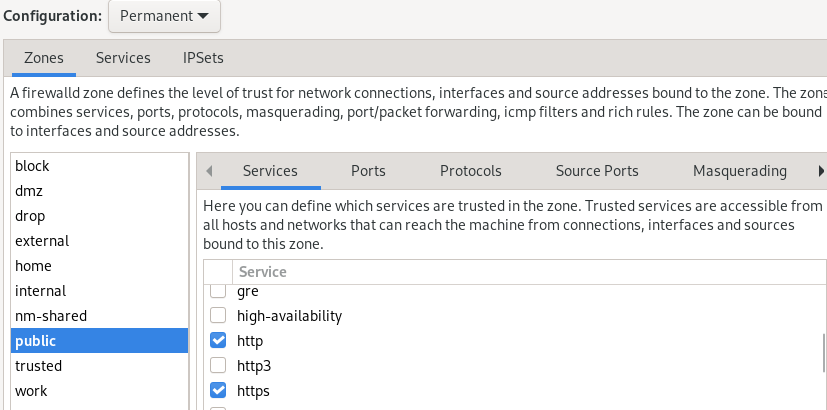 Configuration: Permanent
Zones Services IPSets
A firewalld zone defines the level of trust for network connections, interfaces and source addresses bound to the zone. The zone
combines services, ports, protocols, masquerading, port/packet forwarding, icmp filters and rich rules. The zone can be bound
to interfaces and source addresses.
block
dmz
drop
external
home
internal
nm-shared
public
trusted
work
Services Ports Protocols Source Ports Masquerading
Here you can define which services are trusted in the zone. Trusted services are accessible from
all hosts and networks that can reach the machine from connections, interfaces and sources
bound to this zone.
Service
gre
high-availability
http
http3
https